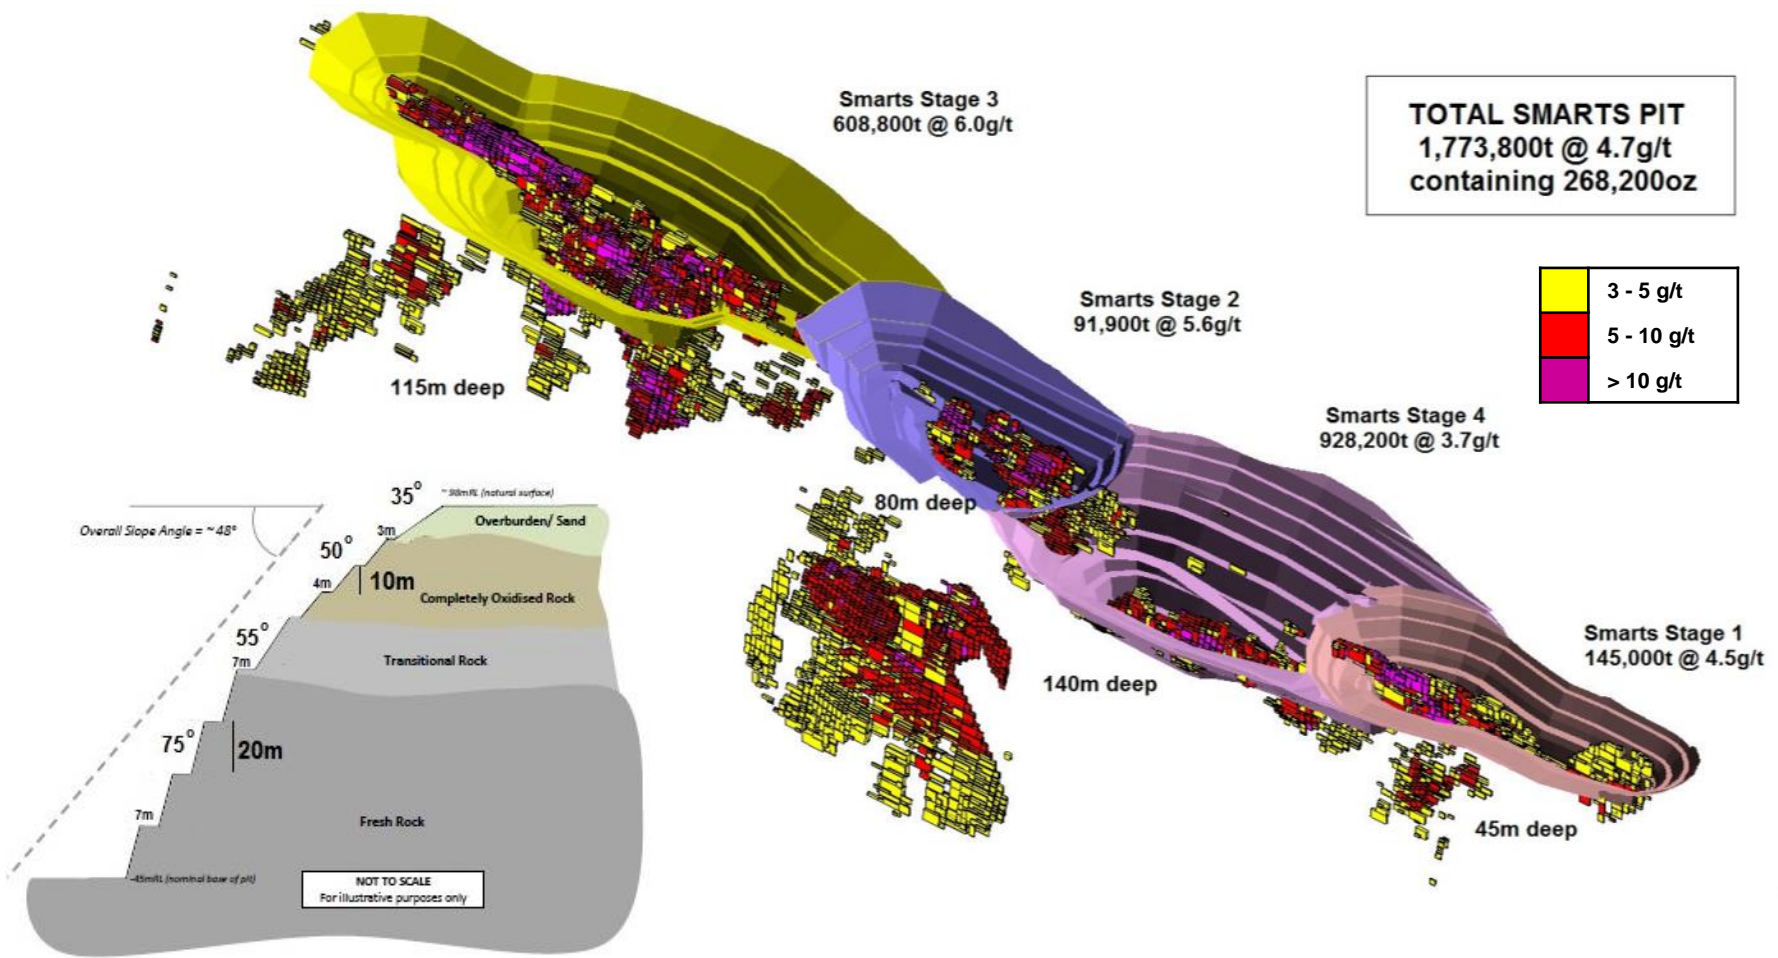 Smarts Stage 3
608,800t @ 6.0g/t
TOTAL SMARTS PIT
1,773,800t @ 4.7g/t
containing 268,200oz
3 - 5 g/t
5 - 10 g/t
> 10 g/t
Smarts Stage 2
91,900t @ 5.6g/t
115m deep
Smarts Stage 4
928,200t @ 3.7g/t
80m deep
Smarts Stage 1
145,000t @ 4.5g/t
140m deep
45m deep
35°
~ 98mRL (natural surface)
Overall Slope Angle = ~48°
Overburden/ Sand
3m
50°
10m
4m
Completely Oxidised Rock
55°
7m
Transitional Rock
75°
20m
7m
Fresh Rock
-45mRL (nominal base of pit)
NOT TO SCALE
For illustrative purposes only